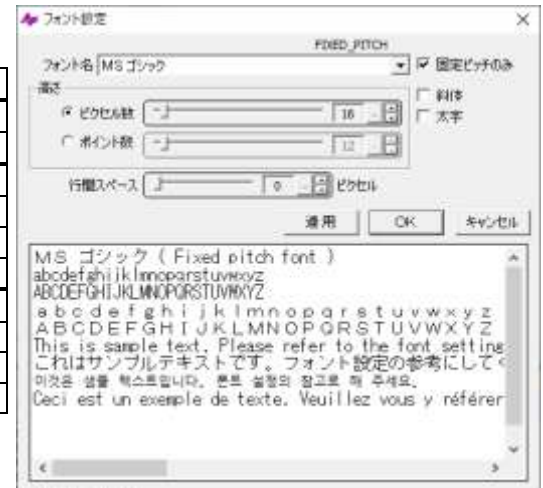 フォント設定
FIXED_PITCH
フォント名 MS ゴシック 固定ピッチのみ
高さ
ピクセル数 16 斜体
ポイント数 12 太字
行間スペース 0 ピクセル
適用 OK キャンセル
MS ゴシック ( Fixed pitch font )
abcdefghijklmnopqrstuvwxyz
ABCDEFGHIJKLMNOPQRSTUVWXYZ
ａｂｃｄｅｆｇｈｉｊｋｌｍｎｏｐｑｒｓｔｕｖｗｘｙｚ
ＡＢＣＤＥＦＧＨＩＪＫＬＭＮＯＰＱＲＳＴＵＶＷＸＹＺ
This is sample text. Please refer to the font setting
これはサンプルテキストです。フォント設定の参考にしてく
이것은 샘플 텍스트입니다. 폰트 설정의 참고로 해 주세요.
Ceci est un exemple de texte. Veuillez vous y référer